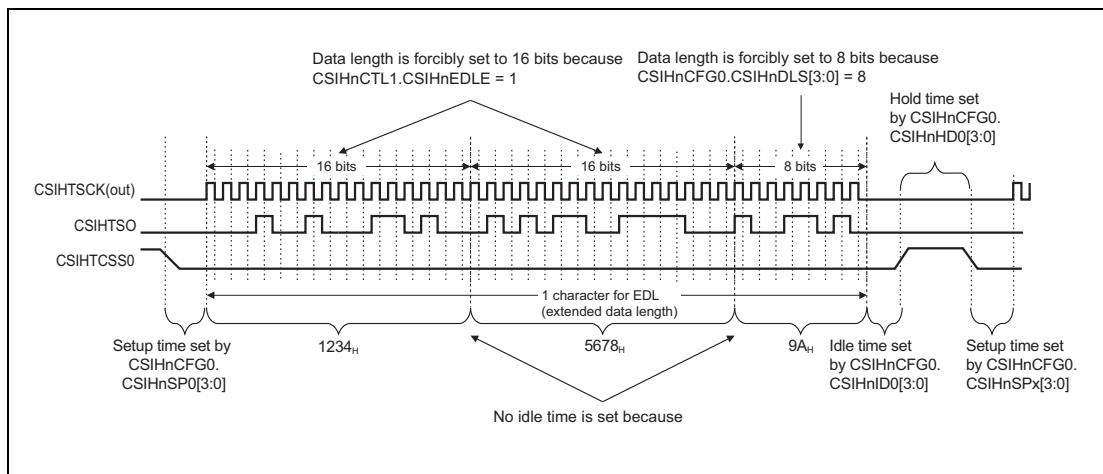 Data length is forcibly set to 16 bits because
CSIHnCTL1.CSIHnEDLE = 1
Data length is forcibly set to 8 bits because
CSIHnCFG0.CSIHnDLS[3:0] = 8
Hold time set
by CSIHnCFG0.
CSIHnHD0[3:0]
16 bits
16 bits
8 bits
CSIHTSCK(out)
CSIHTSO
CSIHTCSS0
1 character for EDL
(extended data length)
Setup time set by
CSIHnCFG0.
CSIHnSP0[3:0]
1234H
5678H
9AH
Idle time set
by CSIHnCFG0.
CSIHnID0[3:0]
Setup time set
by CSIHnCFG0.
CSIHnSPx[3:0]
No idle time is set because